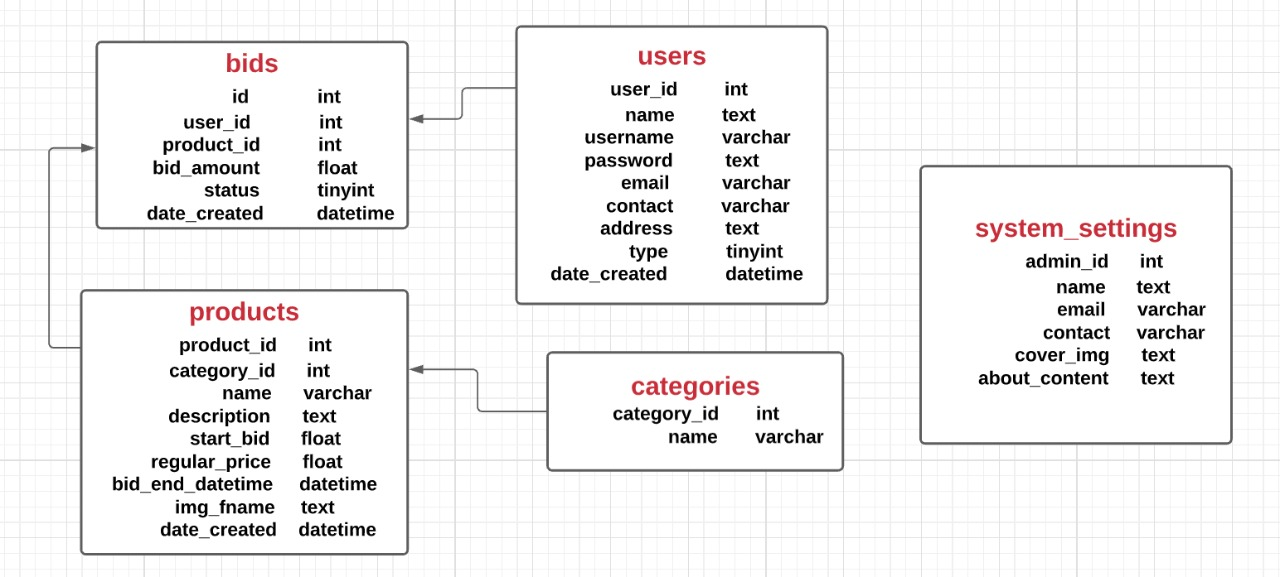 bids
id int
user_id int
product_id int
bid_amount float
status tinyint
date_created datetime
users
user_id int
name text
username varchar
password text
email varchar
contact varchar
address text
type tinyint
date_created datetime
products
product_id int
category_id int
name varchar
description text
start_bid float
regular_price float
bid_end_datetime datetime
img_fname text
date_created datetime
categories
category_id int
name varchar
system_settings
admin_id int
name text
email varchar
contact varchar
cover_img text
about_content text